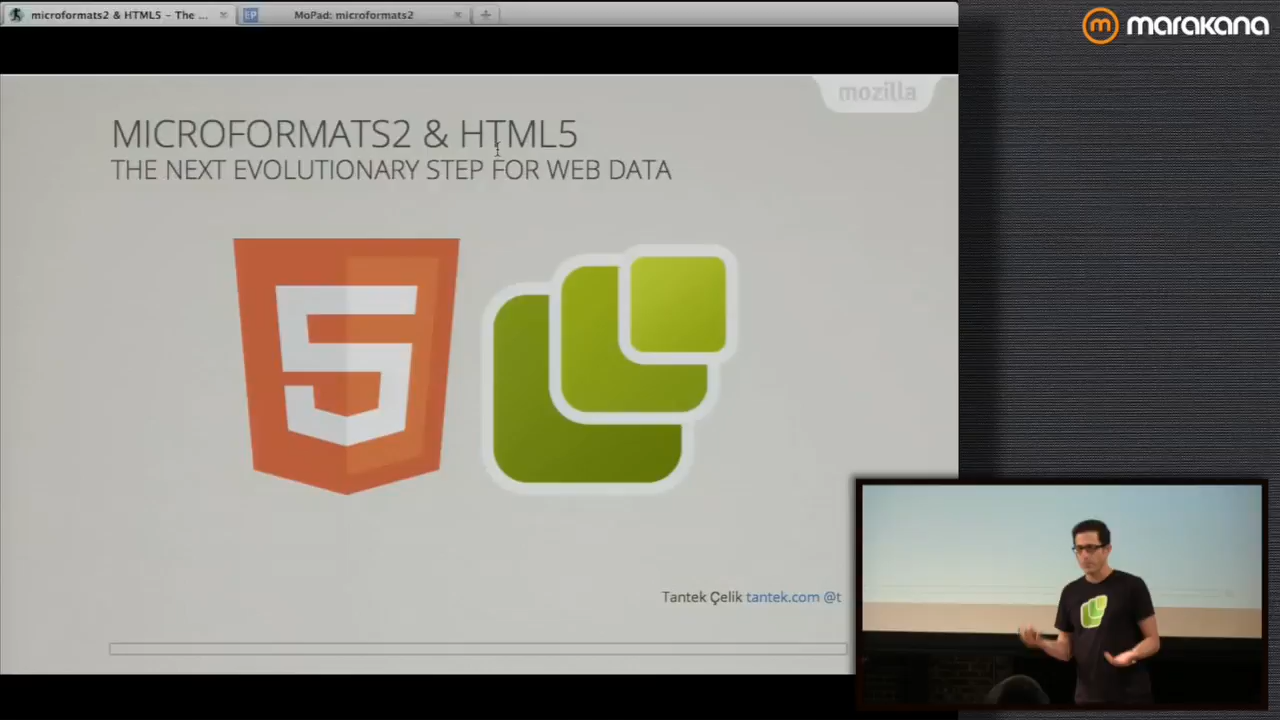 microformats2 & HTML5 - The ...
EP
MoPad: microformats2
marakana
mozilla
MICROFORMATS2 & HTML5
THE NEXT EVOLUTIONARY STEP FOR WEB DATA
5
Tantek Çelik tantek.com @t